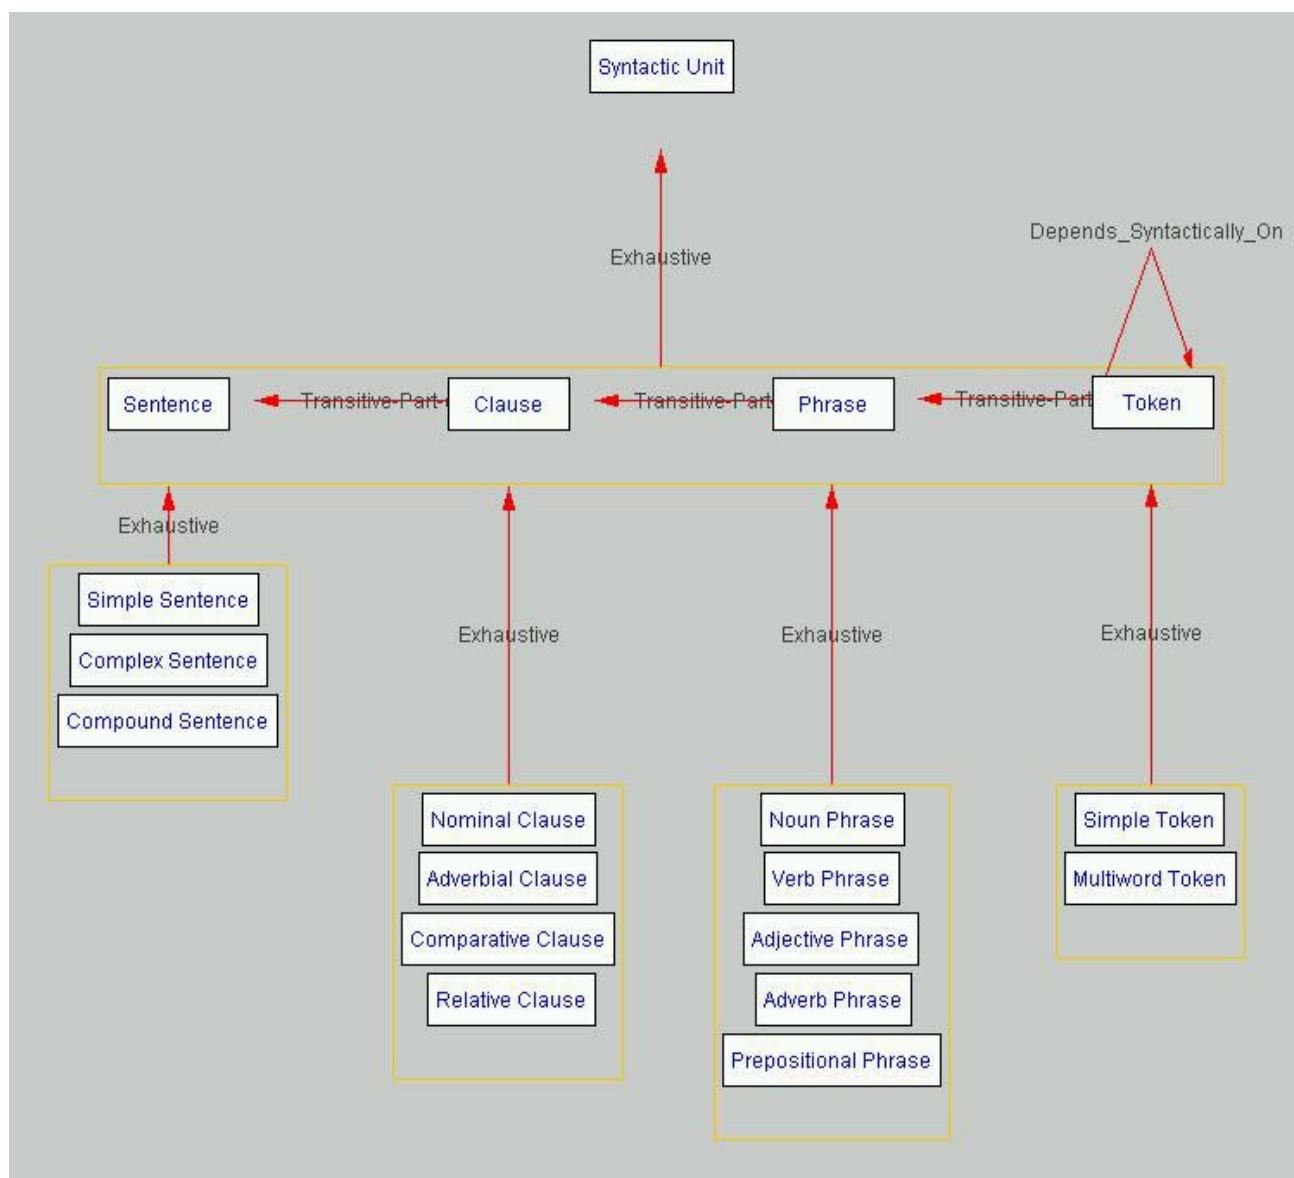 Syntactic Unit
Depends_Syntactically_On
Exhaustive
Sentence
Transitive-Part-
Clause
Transitive-Part
Phrase
Transitive-Part
Token
Exhaustive
Simple Sentence
Complex Sentence
Compound Sentence
Exhaustive
Exhaustive
Exhaustive
Nominal Clause
Adverbial Clause
Comparative Clause
Relative Clause
Noun Phrase
Verb Phrase
Adjective Phrase
Adverb Phrase
Prepositional Phrase
Simple Token
Multiword Token